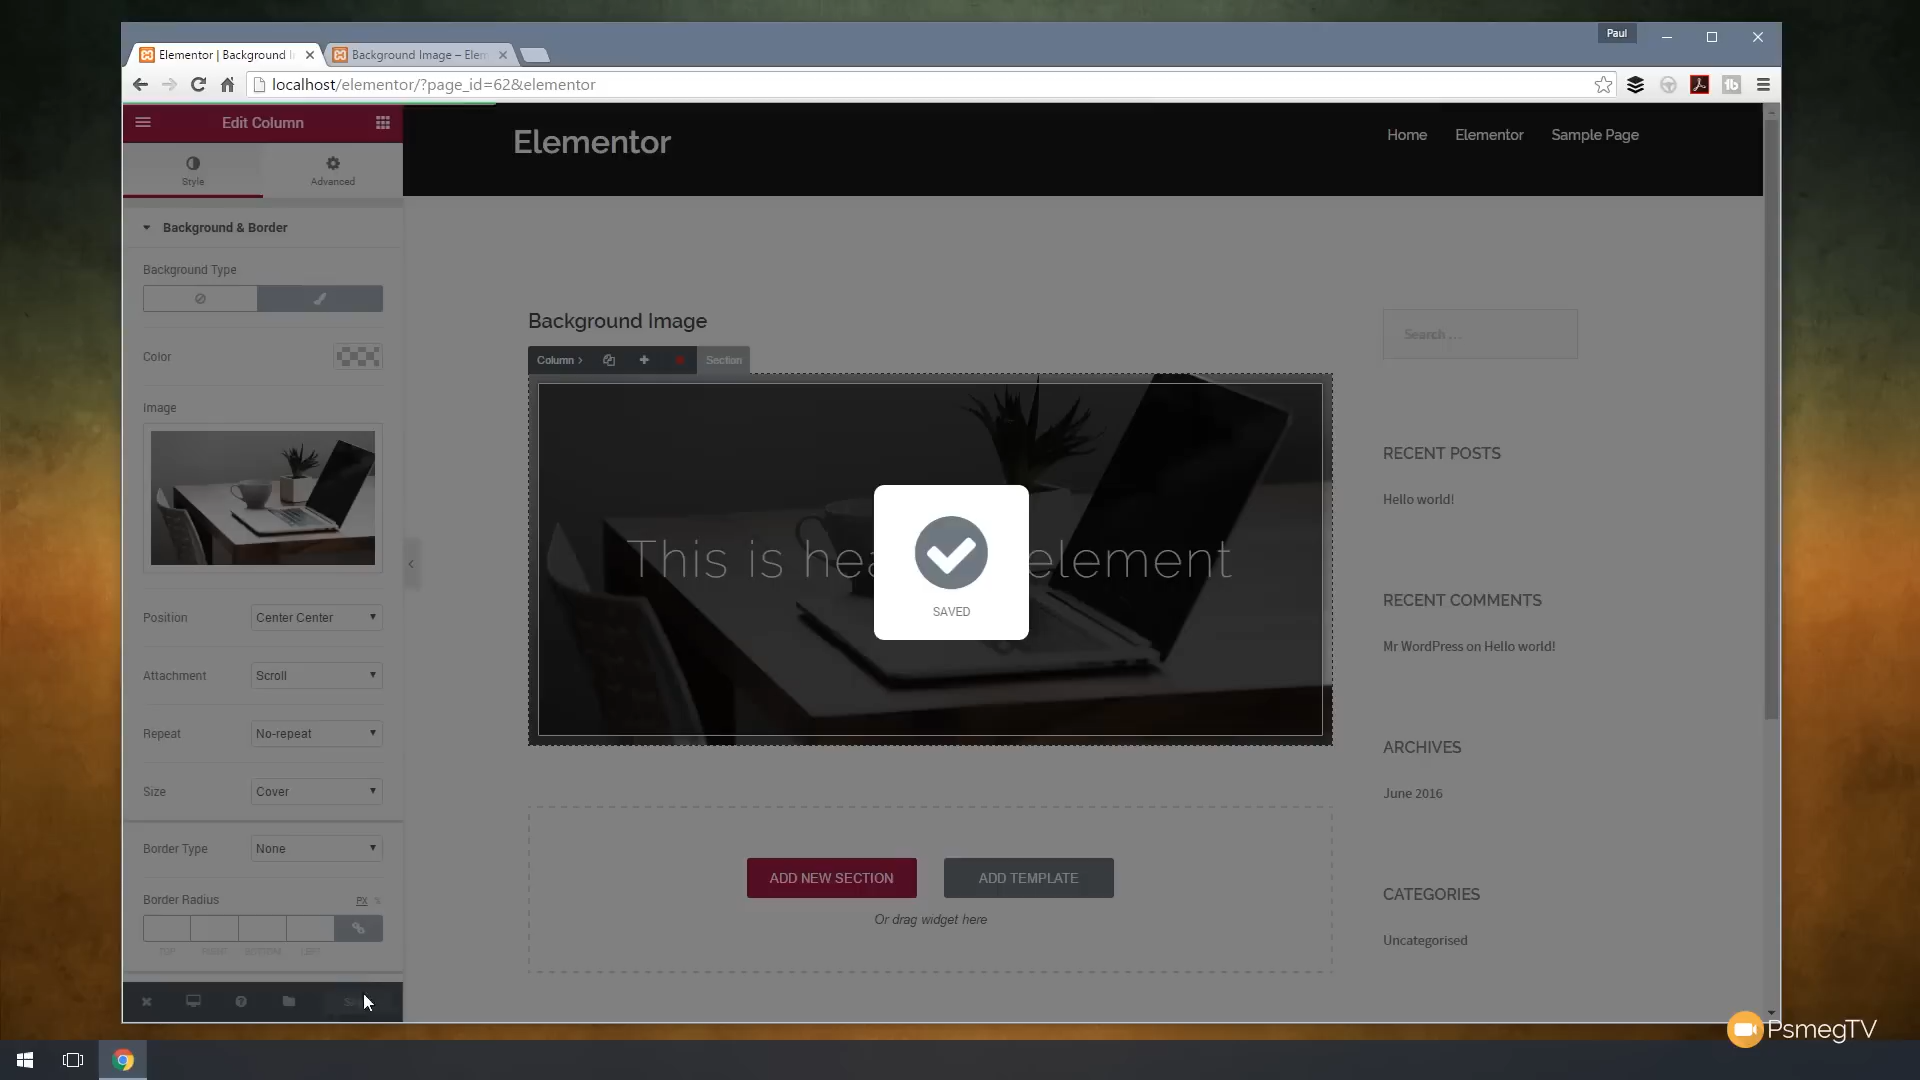 Paul
Elementor | Background I
Background Image – Elem
localhost/elementor/?page_id=62&elementor
Edit Column
Style
Advanced
Background & Border
Background Type
Color
Image
Position
Center Center
Attachment
Scroll
Repeat
No-repeat
Size
Cover
Border Type
None
Border Radius
PX %
TOP RIGHT BOTTOM LEFT
Elementor
Home
Elementor
Sample Page
Background Image
Column
Section
This is hea element
SAVED
ADD NEW SECTION
ADD TEMPLATE
Or drag widget here
Search ...
RECENT POSTS
Hello world!
RECENT COMMENTS
Mr WordPress on Hello world!
ARCHIVES
June 2016
CATEGORIES
Uncategorised
PsmegTV